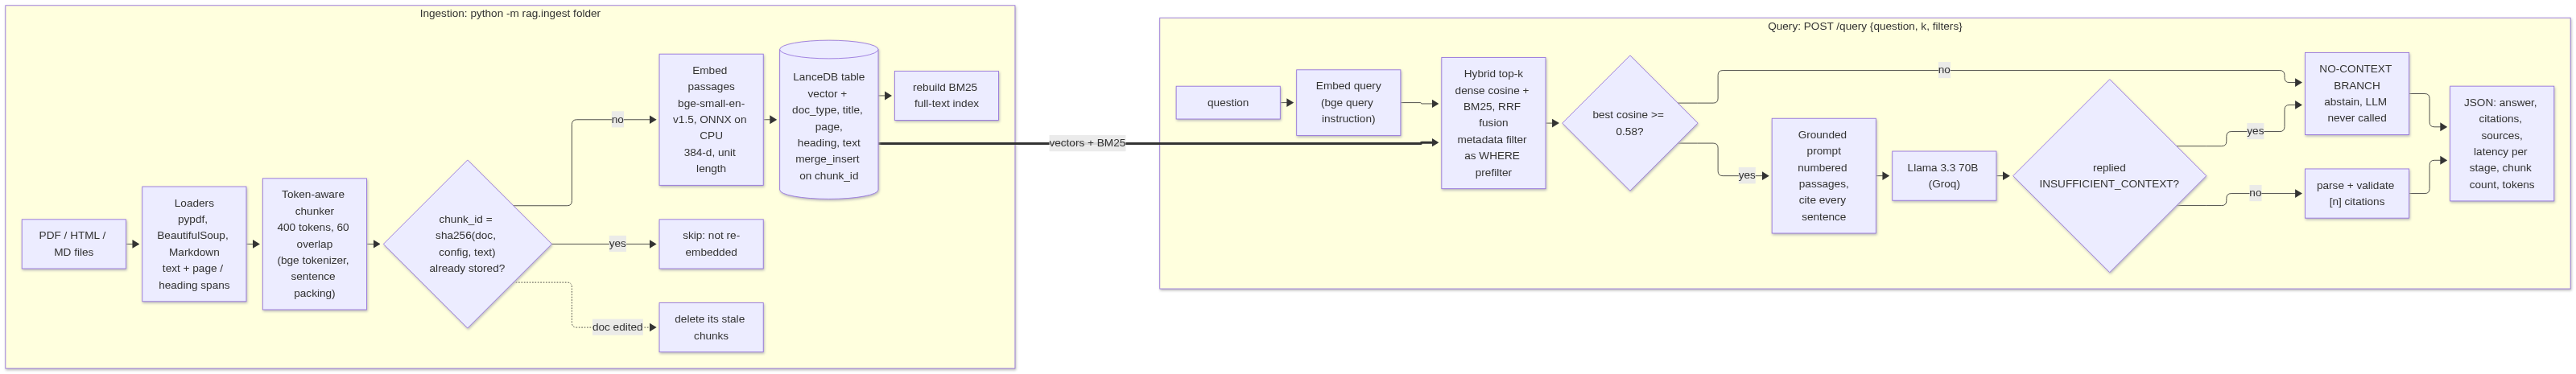 Ingestion: python -m rag.ingest folder
PDF / HTML /
MD files
Loaders
pypdf,
BeautifulSoup,
Markdown
text + page /
heading spans
Token-aware
chunker
400 tokens, 60
overlap
(bge tokenizer,
sentence
packing)
chunk_id =
sha256(doc,
config, text)
already stored?
no
yes
doc edited
Embed
passages
bge-small-en-
v1.5, ONNX on
CPU
384-d, unit
length
skip: not re-
embedded
delete its stale
chunks
LanceDB table
vector +
doc_type, title,
page,
heading, text
merge_insert
on chunk_id
rebuild BM25
full-text index
vectors + BM25
Query: POST /query {question, k, filters}
question
Embed query
(bge query
instruction)
Hybrid top-k
dense cosine +
BM25, RRF
fusion
metadata filter
as WHERE
prefilter
best cosine >=
0.58?
no
yes
Grounded
prompt
numbered
passages,
cite every
sentence
Llama 3.3 70B
(Groq)
replied
INSUFFICIENT_CONTEXT?
yes
no
NO-CONTEXT
BRANCH
abstain, LLM
never called
parse + validate
[n] citations
JSON: answer,
citations,
sources,
latency per
stage, chunk
count, tokens